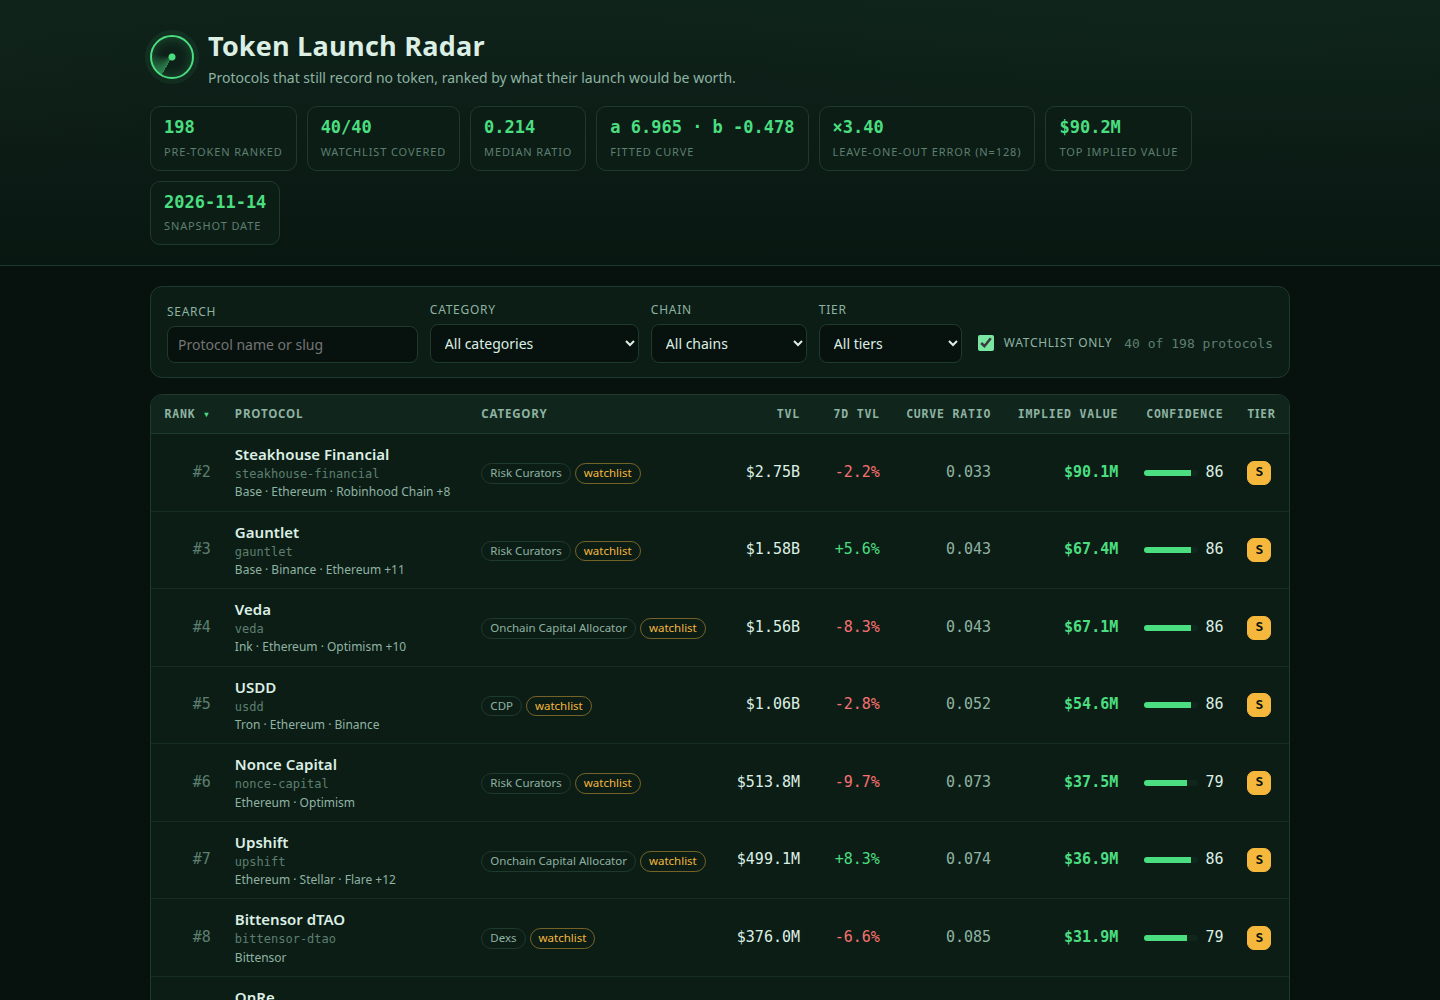 Token Launch Radar
Protocols that still record no token, ranked by what their launch would be worth.
198
PRE-TOKEN RANKED
40/40
WATCHLIST COVERED
0.214
MEDIAN RATIO
a 6.965 · b -0.478
FITTED CURVE
×3.40
LEAVE-ONE-OUT ERROR (N=128)
$90.2M
TOP IMPLIED VALUE
2026-11-14
SNAPSHOT DATE
SEARCH
Protocol name or slug
CATEGORY
All categories
CHAIN
All chains
TIER
All tiers
WATCHLIST ONLY
40 of 198 protocols
RANK ▾ PROTOCOL CATEGORY TVL 7D TVL CURVE RATIO IMPLIED VALUE CONFIDENCE TIER
#2
Steakhouse Financial
steakhouse-financial
Base · Ethereum · Robinhood Chain +8
Risk Curators watchlist $2.75B -2.2% 0.033 $90.1M 86 S
#3
Gauntlet
gauntlet
Base · Binance · Ethereum +11
Risk Curators watchlist $1.58B +5.6% 0.043 $67.4M 86 S
#4
Veda
veda
Ink · Ethereum · Optimism +10
Onchain Capital Allocator watchlist $1.56B -8.3% 0.043 $67.1M 86 S
#5
USDD
usdd
Tron · Ethereum · Binance
CDP watchlist $1.06B -2.8% 0.052 $54.6M 86 S
#6
Nonce Capital
nonce-capital
Ethereum · Optimism
Risk Curators watchlist $513.8M -9.7% 0.073 $37.5M 79 S
#7
Upshift
upshift
Ethereum · Stellar · Flare +12
Onchain Capital Allocator watchlist $499.1M +8.3% 0.074 $36.9M 86 S
#8
Bittensor dTAO
bittensor-dtao
Bittensor
Dexs watchlist $376.0M -6.6% 0.085 $31.9M 79 S
OnRe